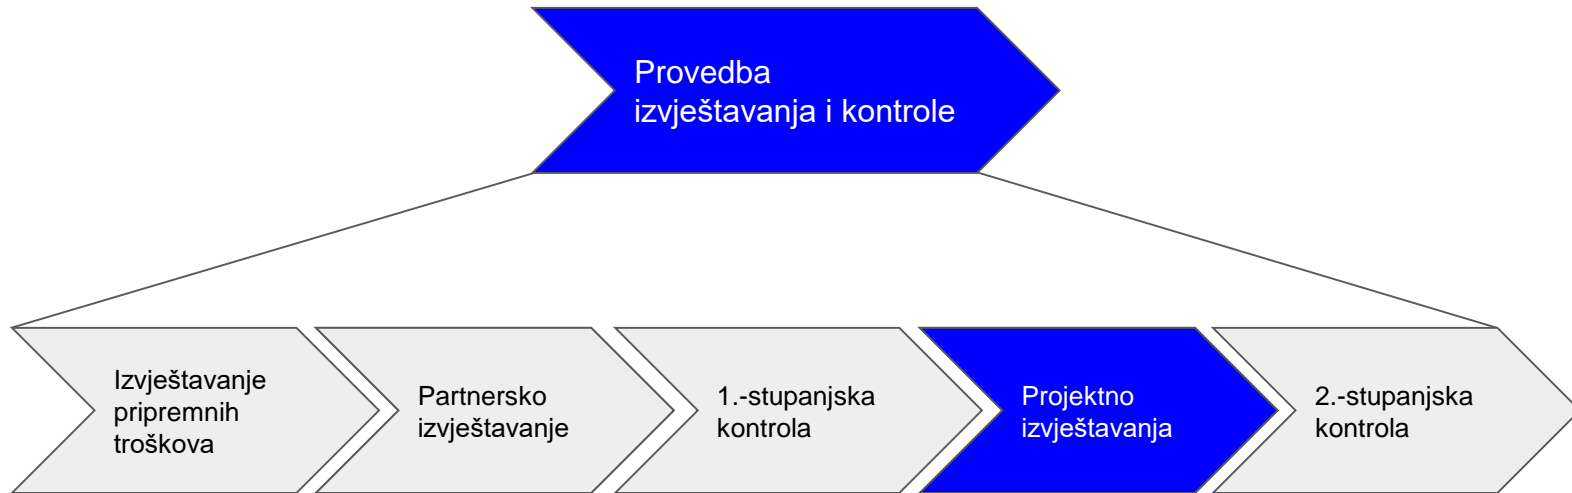 Provedba
izvještavanja i kontrole
Izvještavanje
pripremnih
troškova
Partnersko
izvještavanje
1.-stupanjska
kontrola
Projektno
izvještavanja
2.-stupanjska
kontrola